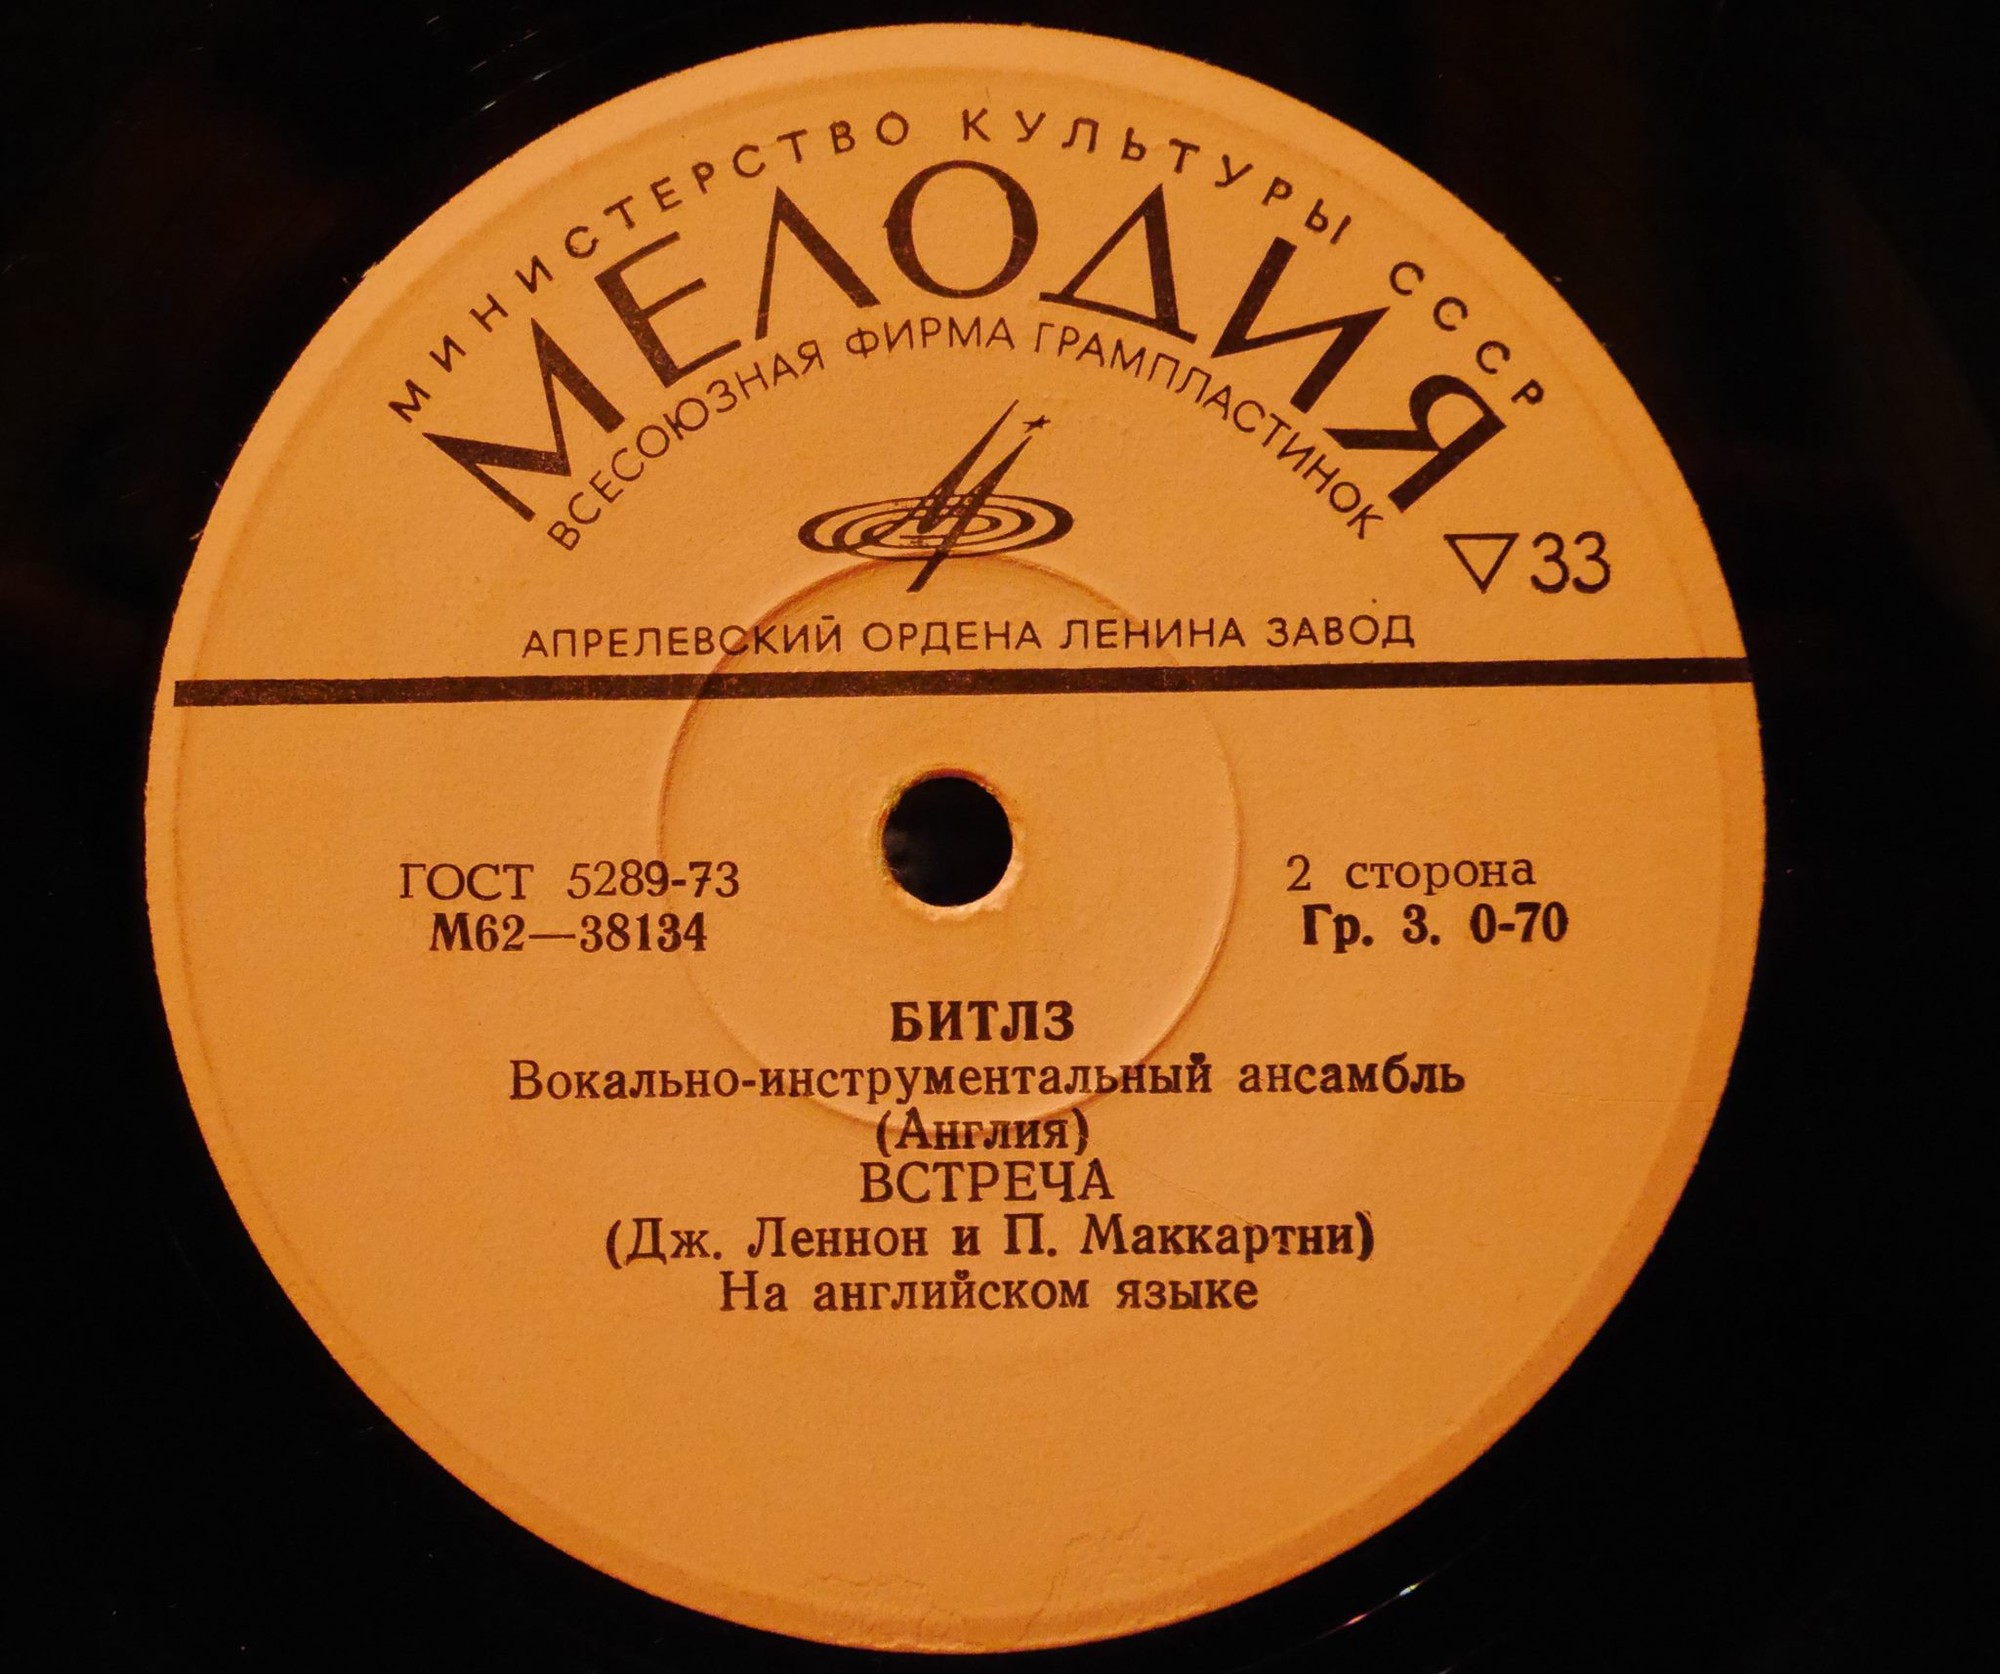 МИНИСТЕРСТВО КУЛЬТУРЫ СССР
МЕЛОДИЯ
ВСЕСОЮЗНАЯ ФИРМА ГРАМПЛАСТИНОК
▽33
АПРЕЛЕВСКИЙ ОРДЕНА ЛЕНИНА ЗАВОД
ГОСТ 5289-73
М62—38134
2 сторона
Гр. 3. 0-70
БИТЛЗ
Вокально-инструментальный ансамбль
(Англия)
ВСТРЕЧА
(Дж. Леннон и П. Маккартни)
На английском языке